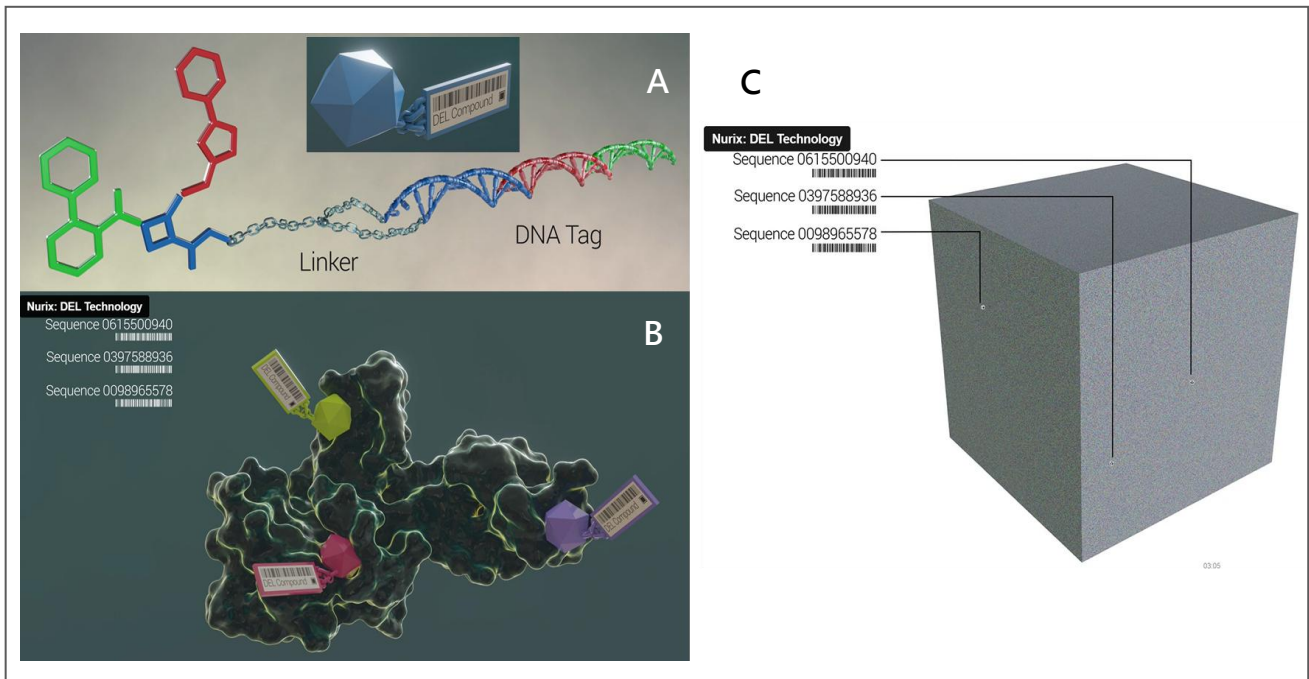 A
DEL Compound
Linker
DNA Tag
Nurix: DEL Technology
Sequence 0615500940
Sequence 0397588936
Sequence 0098965578
B
DEL Compound
DEL Compound
DEL Compound
C
Nurix: DEL Technology
Sequence 0615500940
Sequence 0397588936
Sequence 0098965578
03:05